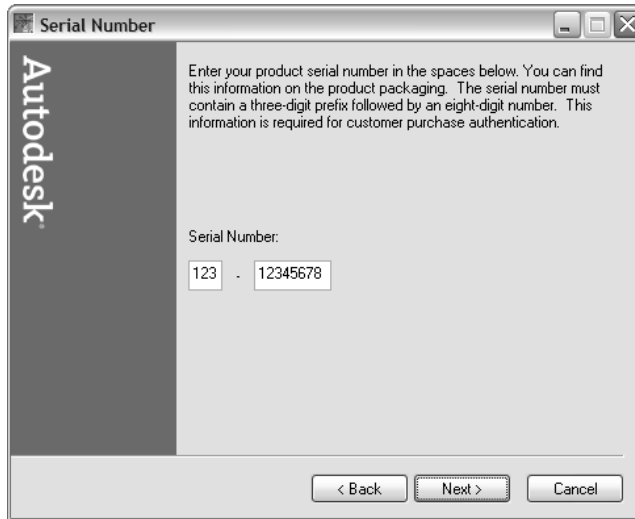 Serial Number
Autodesk
Enter your product serial number in the spaces below. You can find
this information on the product packaging. The serial number must
contain a three-digit prefix followed by an eight-digit number. This
information is required for customer purchase authentication.
Serial Number:
123 - 12345678
< Back Next > Cancel